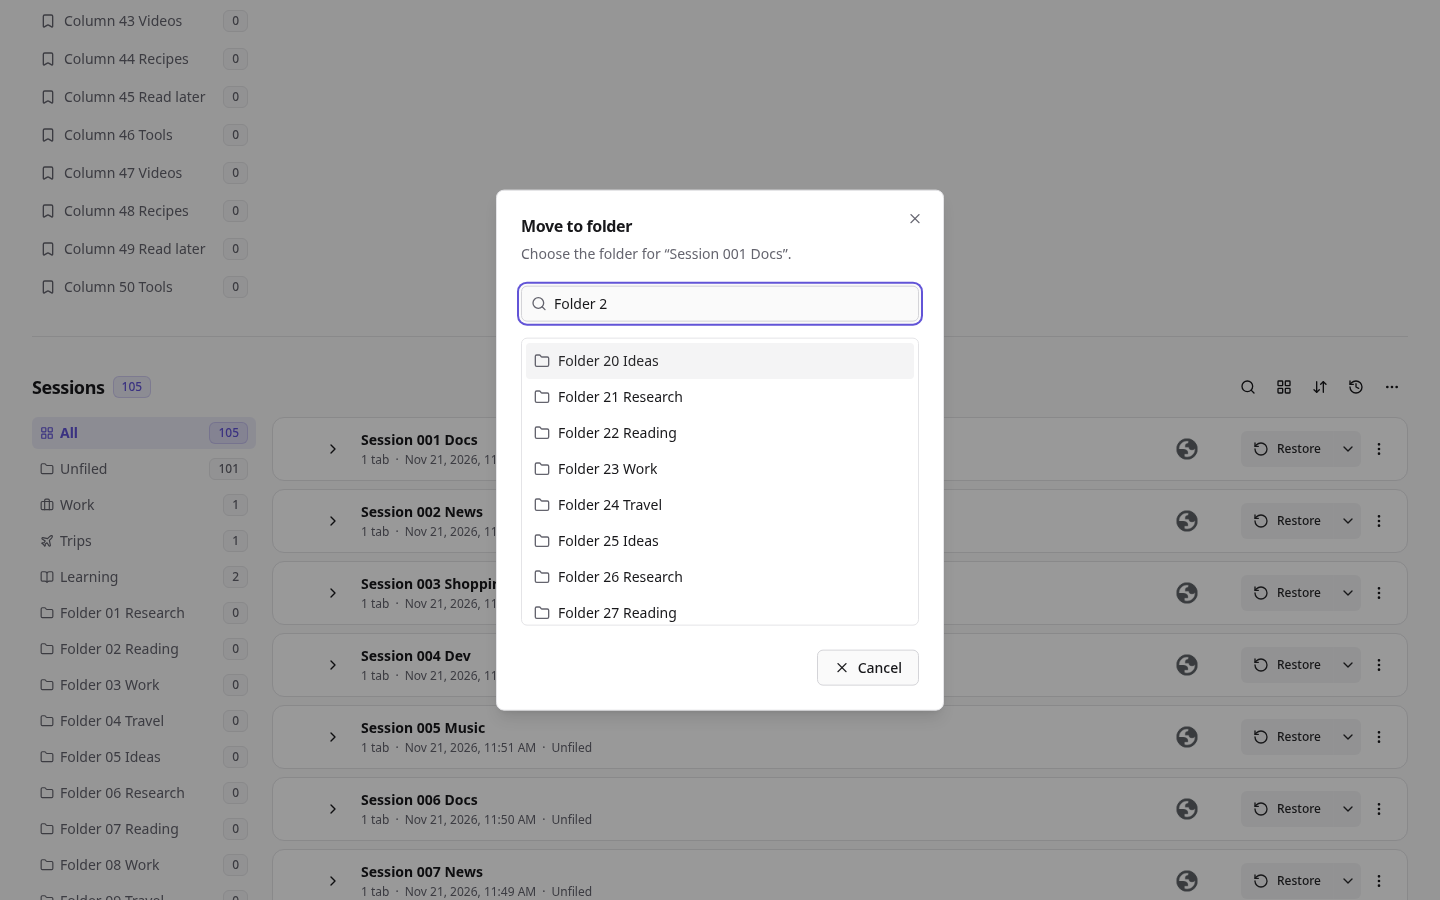 Column 43 Videos 0
Column 44 Recipes 0
Column 45 Read later 0
Column 46 Tools 0
Column 47 Videos 0
Column 48 Recipes 0
Column 49 Read later 0
Column 50 Tools 0
Sessions 105
All 105
Unfiled 101
Work 1
Trips 1
Learning 2
Folder 01 Research 0
Folder 02 Reading 0
Folder 03 Work 0
Folder 04 Travel 0
Folder 05 Ideas 0
Folder 06 Research 0
Folder 07 Reading 0
Folder 08 Work 0
Session 001 Docs
1 tab · Nov 21, 2026, 11
Restore
Session 002 News
1 tab · Nov 21, 2026, 11
Restore
Session 003 Shoppin
1 tab · Nov 21, 2026, 11
Restore
Session 004 Dev
1 tab · Nov 21, 2026, 11
Restore
Session 005 Music
1 tab · Nov 21, 2026, 11:51 AM · Unfiled
Restore
Session 006 Docs
1 tab · Nov 21, 2026, 11:50 AM · Unfiled
Restore
Session 007 News
1 tab · Nov 21, 2026, 11:49 AM · Unfiled
Restore
Move to folder
Choose the folder for “Session 001 Docs”.
Folder 2
Folder 20 Ideas
Folder 21 Research
Folder 22 Reading
Folder 23 Work
Folder 24 Travel
Folder 25 Ideas
Folder 26 Research
Folder 27 Reading
Cancel